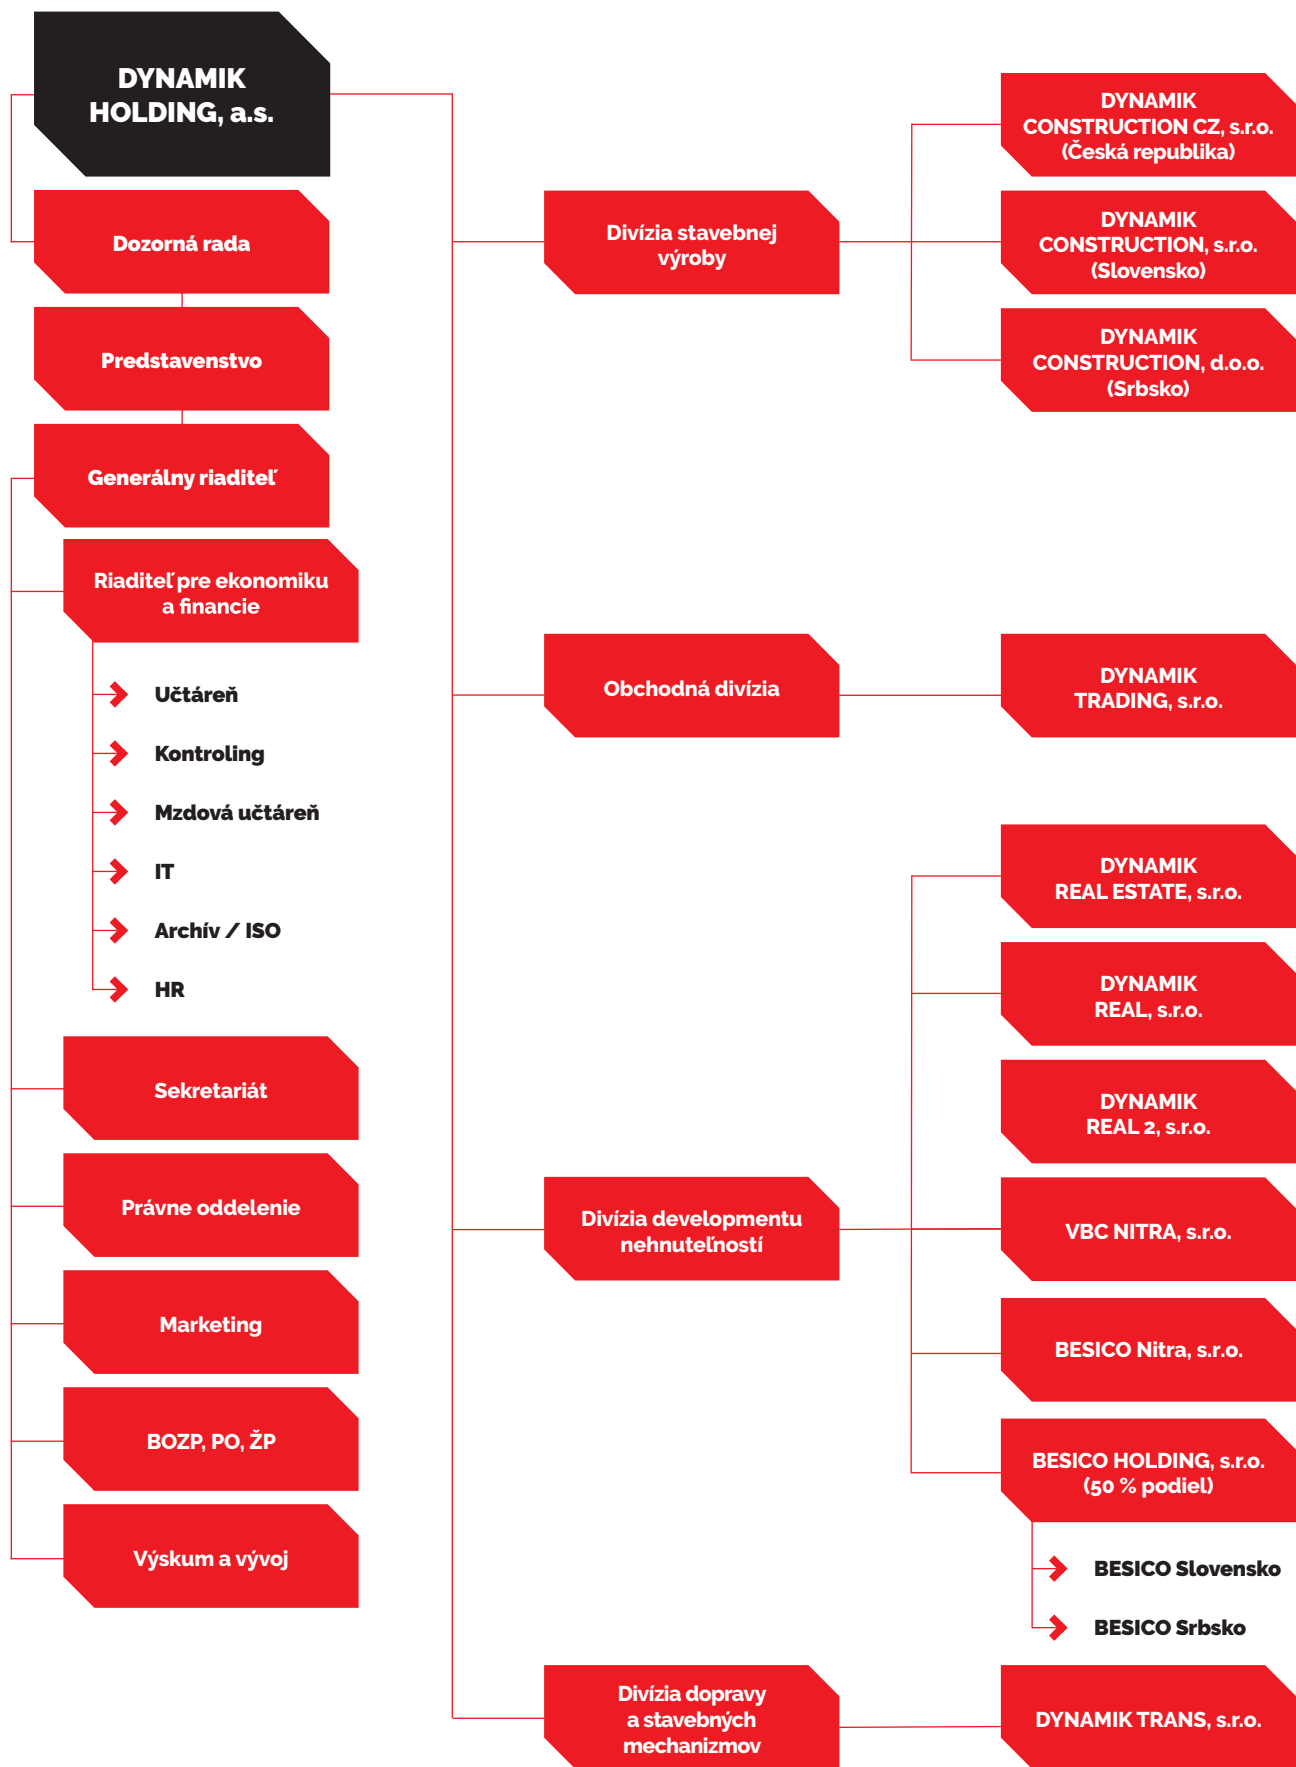 DYNAMIK
HOLDING, a.s.
Dozorná rada
Predstavenstvo
Generálny riaditeľ
Riaditeľ pre ekonomiku
a financie
Učtáreň
Kontroling
Mzdová učtáreň
IT
Archív / ISO
HR
Sekretariát
Právne oddelenie
Marketing
BOZP, PO, ŽP
Výskum a vývoj
Divízia stavebnej
výroby
DYNAMIK
CONSTRUCTION CZ, s.r.o.
(Česká republika)
DYNAMIK
CONSTRUCTION, s.r.o.
(Slovensko)
DYNAMIK
CONSTRUCTION, d.o.o.
(Srbsko)
Obchodná divízia
DYNAMIK
TRADING, s.r.o.
Divízia developmentu
nehnuteľností
DYNAMIK
REAL ESTATE, s.r.o.
DYNAMIK
REAL, s.r.o.
DYNAMIK
REAL 2, s.r.o.
VBC NITRA, s.r.o.
BESICO Nitra, s.r.o.
BESICO HOLDING, s.r.o.
(50 % podiel)
BESICO Slovensko
BESICO Srbsko
Divízia dopravy
a stavebných
mechanizmov
DYNAMIK TRANS, s.r.o.